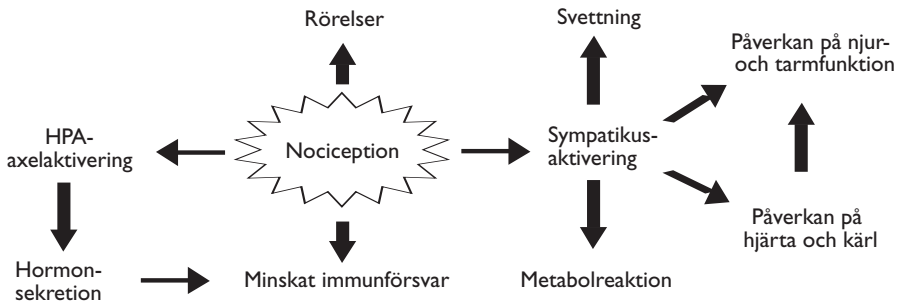 Rörelser
Svettning
Påverkan på njur-
och tarmfunktion
HPA-
axelaktivering
Nociception
Sympatikus-
aktivering
Påverkan på
hjärta och kärl
Hormon-
sekretion
Minskat immunförsvar
Metabolreaktion